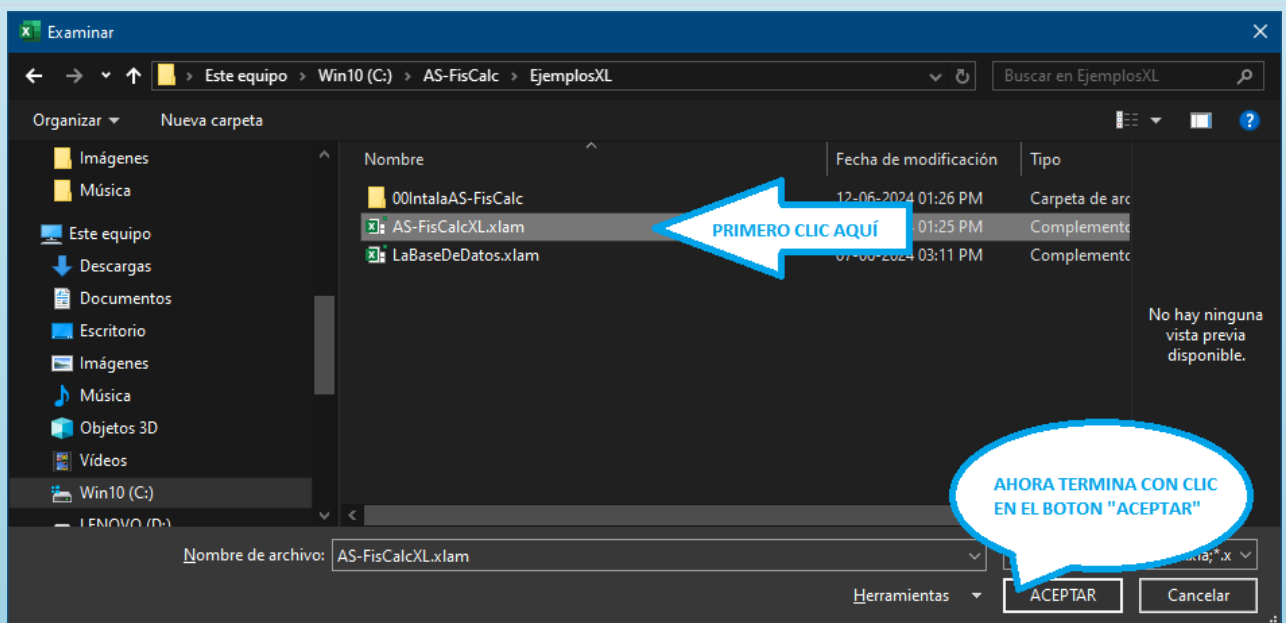 Examinar
Este equipo > Win10 (C:) > AS-FisCalc > EjemplosXL
Buscar en EjemplosXL
Organizar
Nueva carpeta
Imágenes
Música
Este equipo
Descargas
Documentos
Escritorio
Imágenes
Música
Objetos 3D
Vídeos
Win10 (C:)
LENOVO (D:)
Nombre
Fecha de modificación
Tipo
00IntalaAS-FisCalc
12-06-2024 01:26 PM
Carpeta de arc
AS-FisCalcXL.xlam
PRIMERO CLIC AQUÍ
01:25 PM
Complemento
LaBaseDeDatos.xlam
07-06-2024 03:11 PM
Complemento
No hay ninguna
vista previa
disponible.
AHORA TERMINA CON CLIC
EN EL BOTON "ACEPTAR"
Nombre de archivo:
AS-FisCalcXL.xlam
Herramientas
ACEPTAR
Cancelar